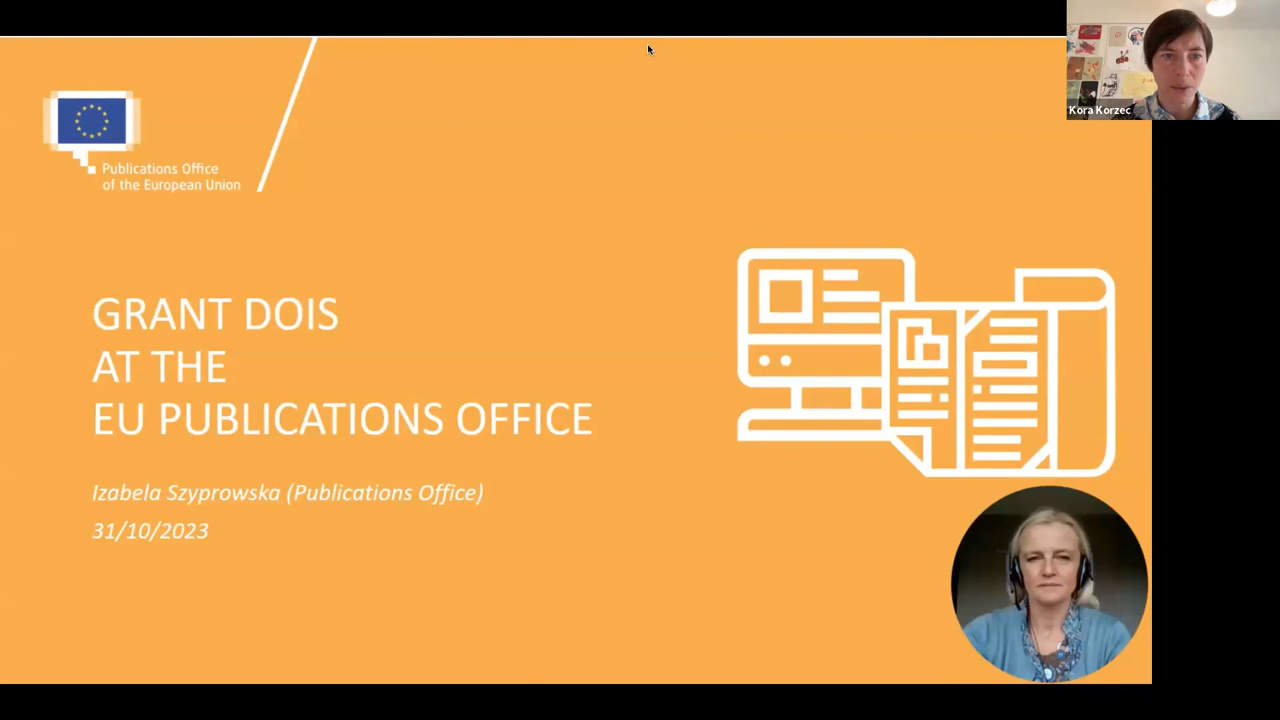 Kora Korzec
Publications Office
of the European Union
GRANT DOIS
AT THE
EU PUBLICATIONS OFFICE
Izabela Szyprowska (Publications Office)
31/10/2023